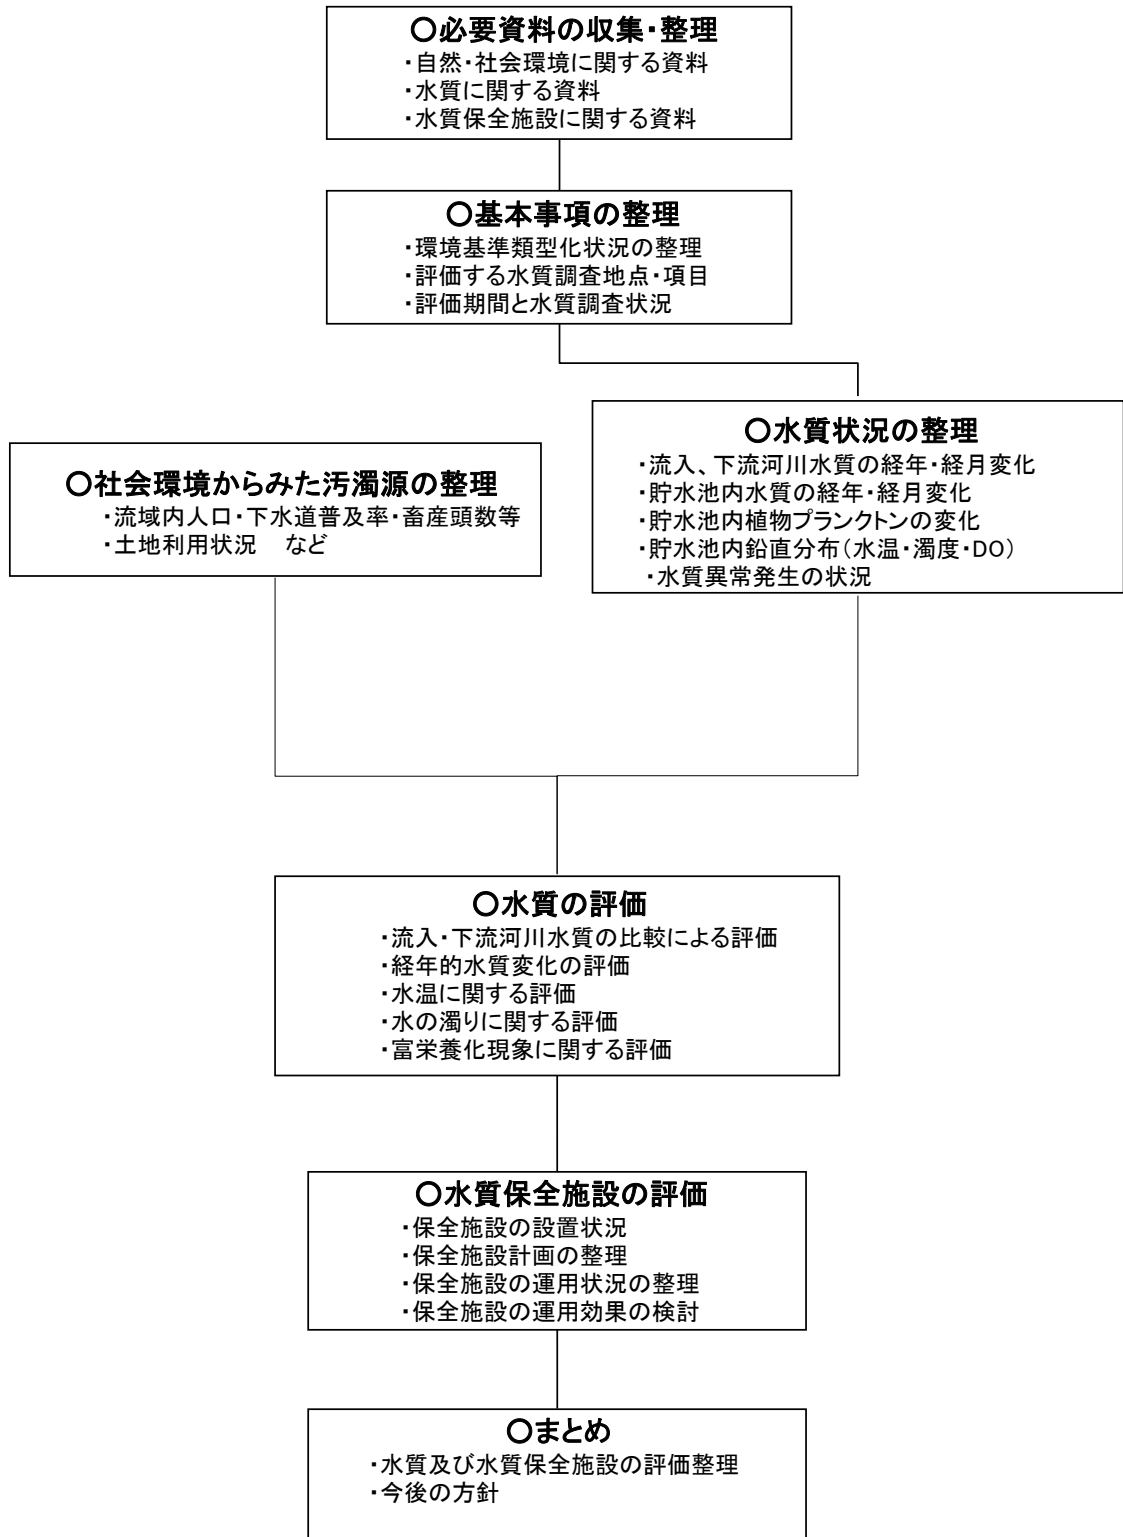 ○必要資料の収集・整理
・自然・社会環境に関する資料
・水質に関する資料
・水質保全施設に関する資料
○基本事項の整理
・環境基準類型化状況の整理
・評価する水質調査地点・項目
・評価期間と水質調査状況
○社会環境からみた汚濁源の整理
・流域内人口・下水道普及率・畜産頭数等
・土地利用状況　など
○水質状況の整理
・流入、下流河川水質の経年・経月変化
・貯水池内水質の経年・経月変化
・貯水池内植物プランクトンの変化
・貯水池内鉛直分布（水温・濁度・DO）
・水質異常発生の状況
○水質の評価
・流入・下流河川水質の比較による評価
・経年的水質変化の評価
・水温に関する評価
・水の濁りに関する評価
・富栄養化現象に関する評価
○水質保全施設の評価
・保全施設の設置状況
・保全施設計画の整理
・保全施設の運用状況の整理
・保全施設の運用効果の検討
○まとめ
・水質及び水質保全施設の評価整理
・今後の方針